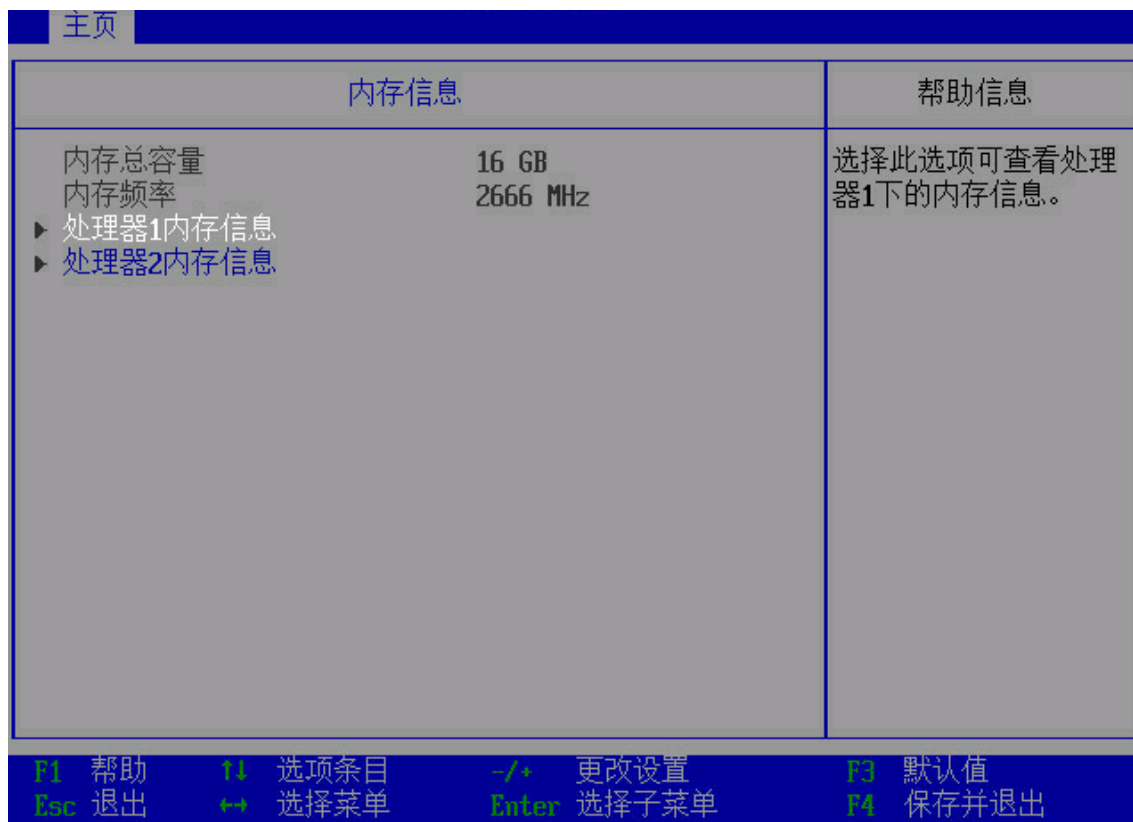 主页
内存信息
帮助信息
内存总容量 16 GB
内存频率 2666 MHz
处理器1内存信息
处理器2内存信息
选择此选项可查看处理
器1下的内存信息。
F1 帮助 ↑↓ 选项条目 -/+ 更改设置 F3 默认值
Esc 退出 ←→ 选择菜单 Enter 选择子菜单 F4 保存并退出